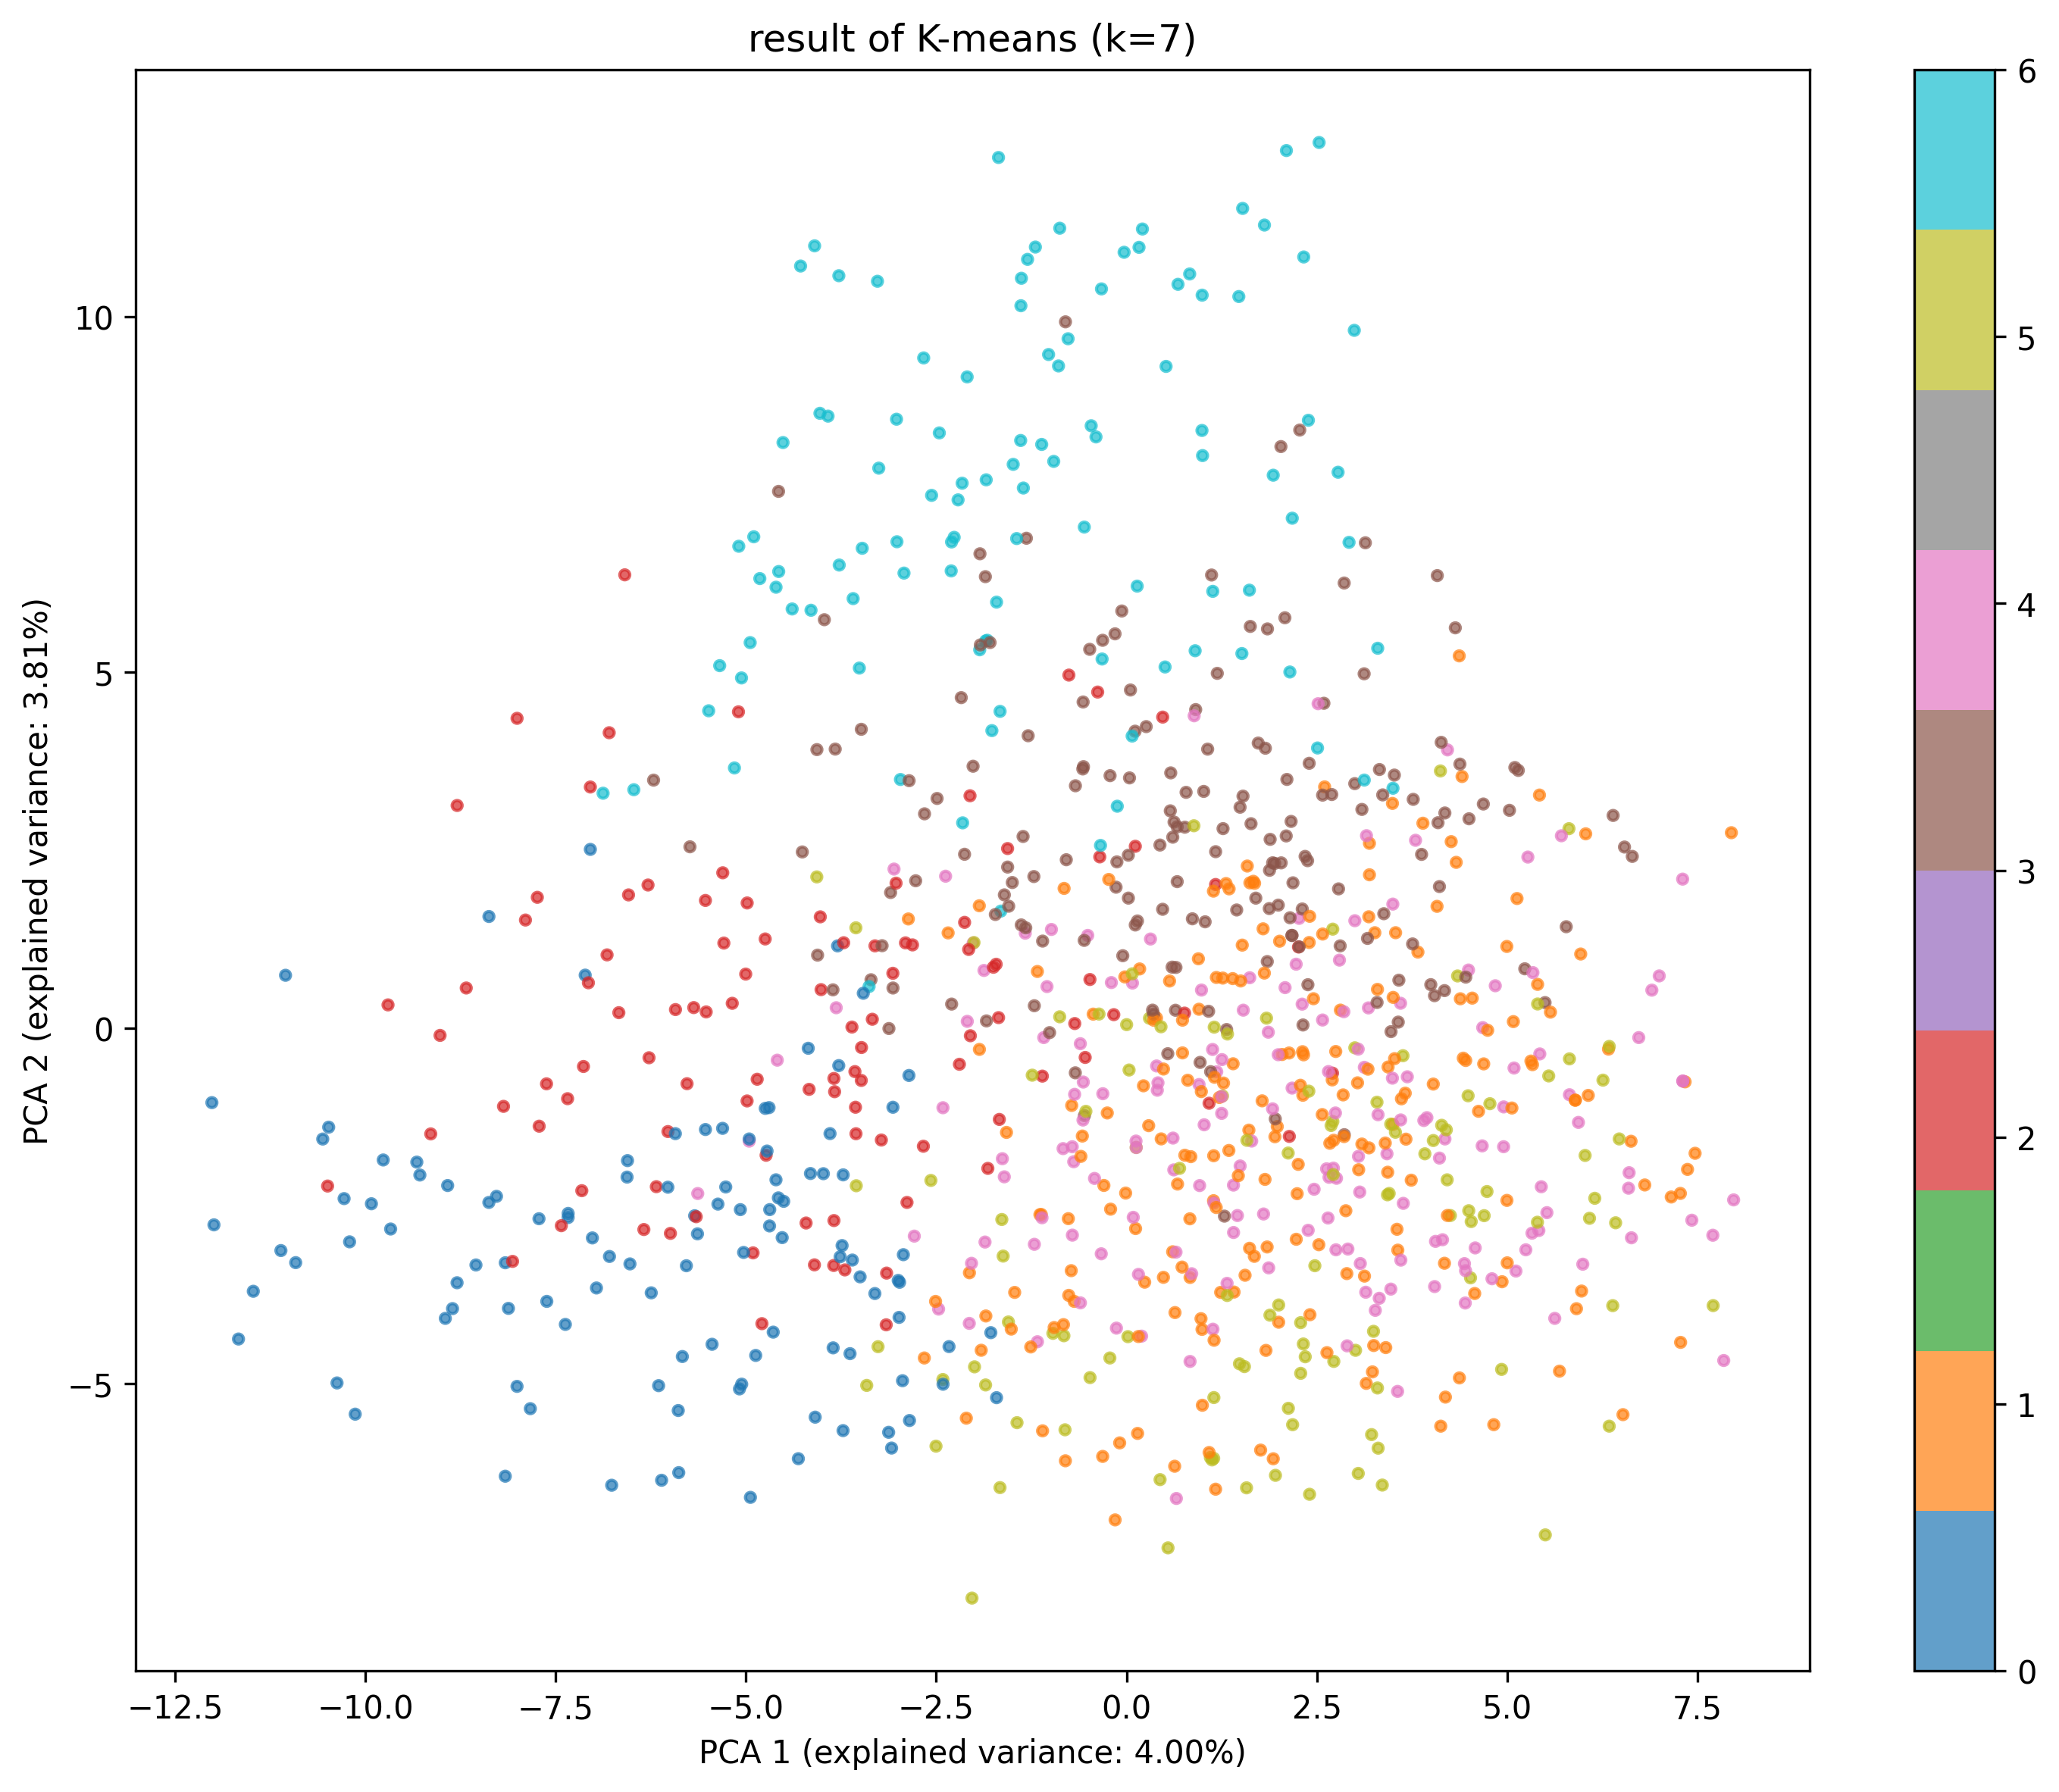 result of K-means (k=7)
6
5
4
3
2
1
0
10
5
0
−5
PCA 2 (explained variance: 3.81%)
−12.5 −10.0 −7.5 −5.0 −2.5 0.0 2.5 5.0 7.5
PCA 1 (explained variance: 4.00%)